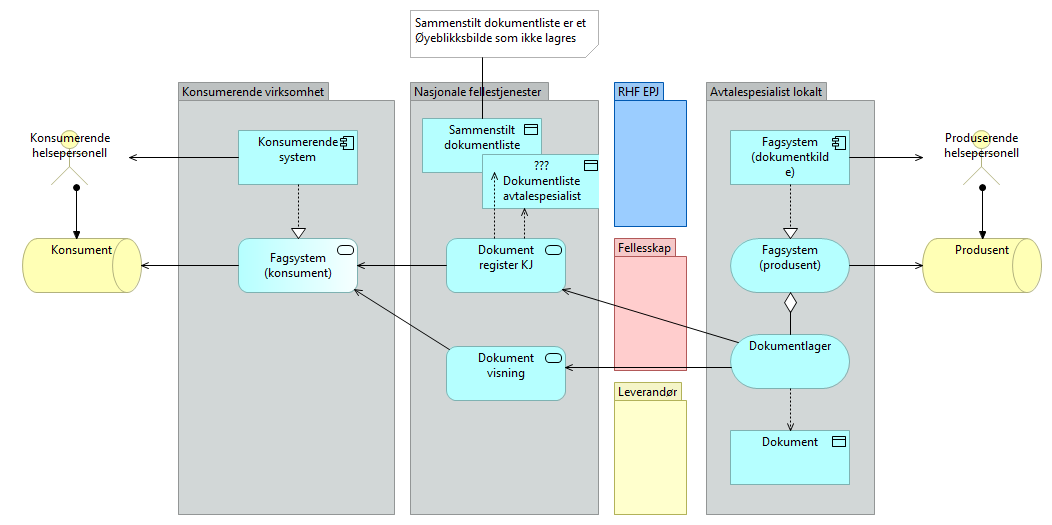 Sammenstilt dokumentliste er et
Øyeblikksbilde som ikke lagres
Konsumerende virksomhet
Nasjonale fellestjenester
RHF EPJ
Avtalespesialist lokalt
Konsumerende
helsepersonell
Konsumerende
system
Sammenstilt
dokumentliste
???
Dokumentliste
avtalespesialist
Fagsystem
(dokumentkild
e)
Produserende
helsepersonell
Konsument
Fagsystem
(konsument)
Dokument
register KJ
Fellesskap
Fagsystem
(produsent)
Produsent
Dokument
visning
Dokumentlager
Leverandør
Dokument